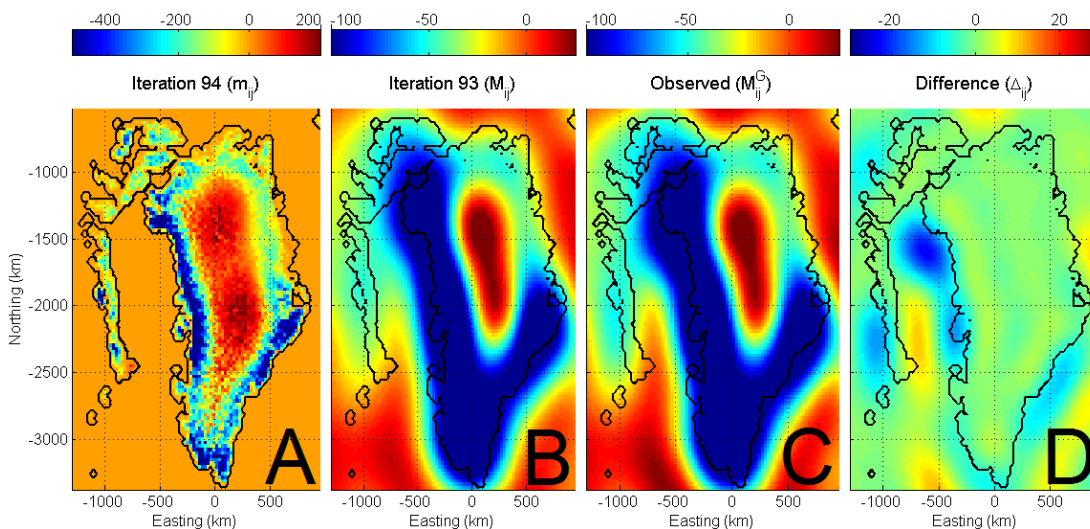 -400 -200 0 200 -100 -50 0 -100 -50 0 -20 0 20
Iteration 94 (mij) Iteration 93 (Mij) Observed (MijG) Difference (Δij)
-1000
-1500
-2000
-2500
-3000
Northing (km)
A B C D
-1000 -500 0 500 -1000 -500 0 500 -1000 -500 0 500 -1000 -500 0 500
Easting (km) Easting (km) Easting (km) Easting (km)